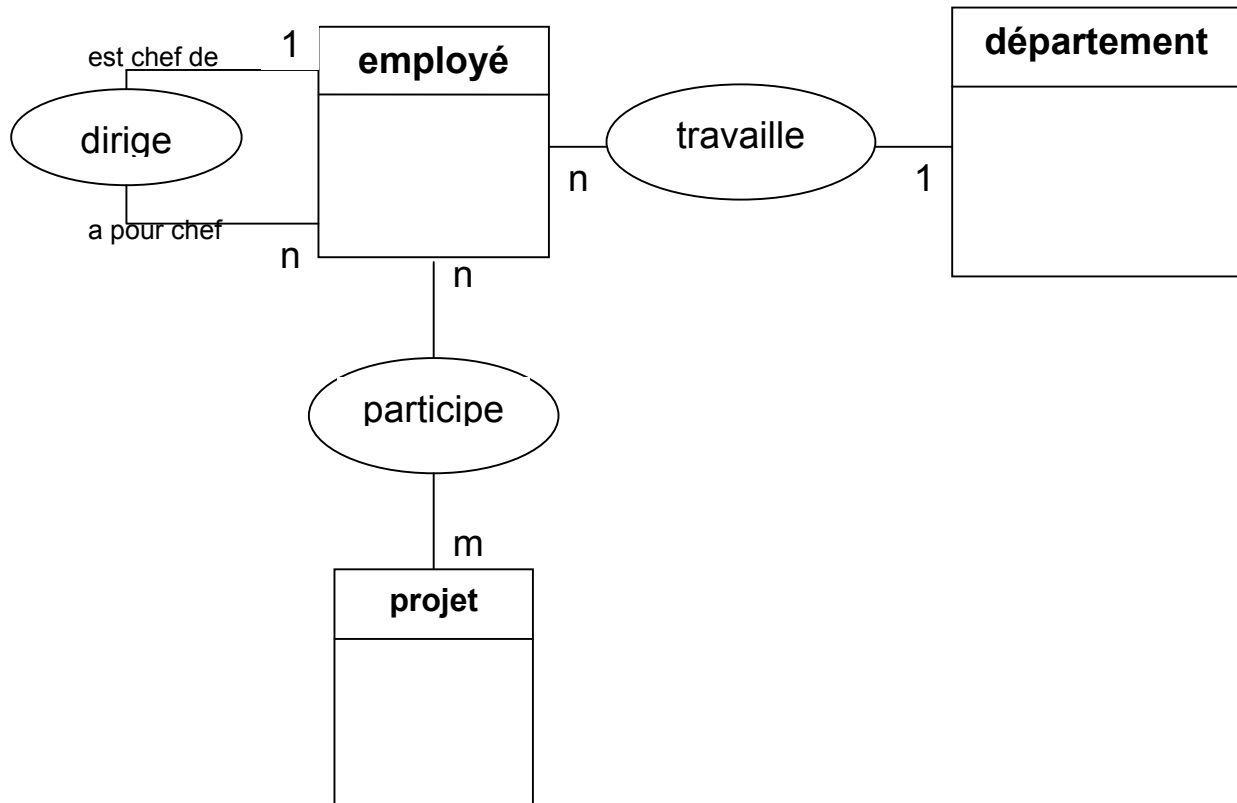 est chef de
1
employé
département
dirige
travaille
n
1
a pour chef
n
n
participe
m
projet